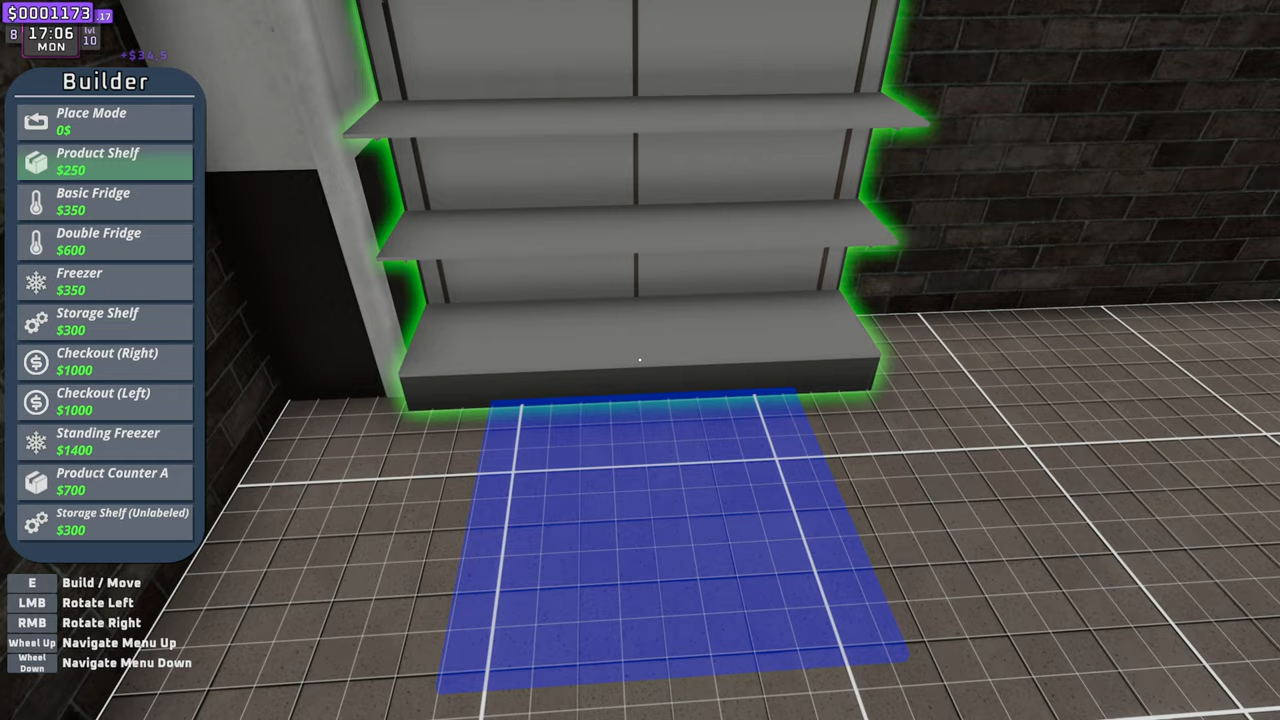 $0001173 .17
8 17:06 lvl
MON 10
+$34,5
Builder
Place Mode
0$
Product Shelf
$250
Basic Fridge
$350
Double Fridge
$600
Freezer
$350
Storage Shelf
$300
Checkout (Right)
$1000
Checkout (Left)
$1000
Standing Freezer
$1400
Product Counter A
$700
Storage Shelf (Unlabeled)
$300
E Build / Move
LMB Rotate Left
RMB Rotate Right
Wheel Up Navigate Menu Up
Wheel Down Navigate Menu Down